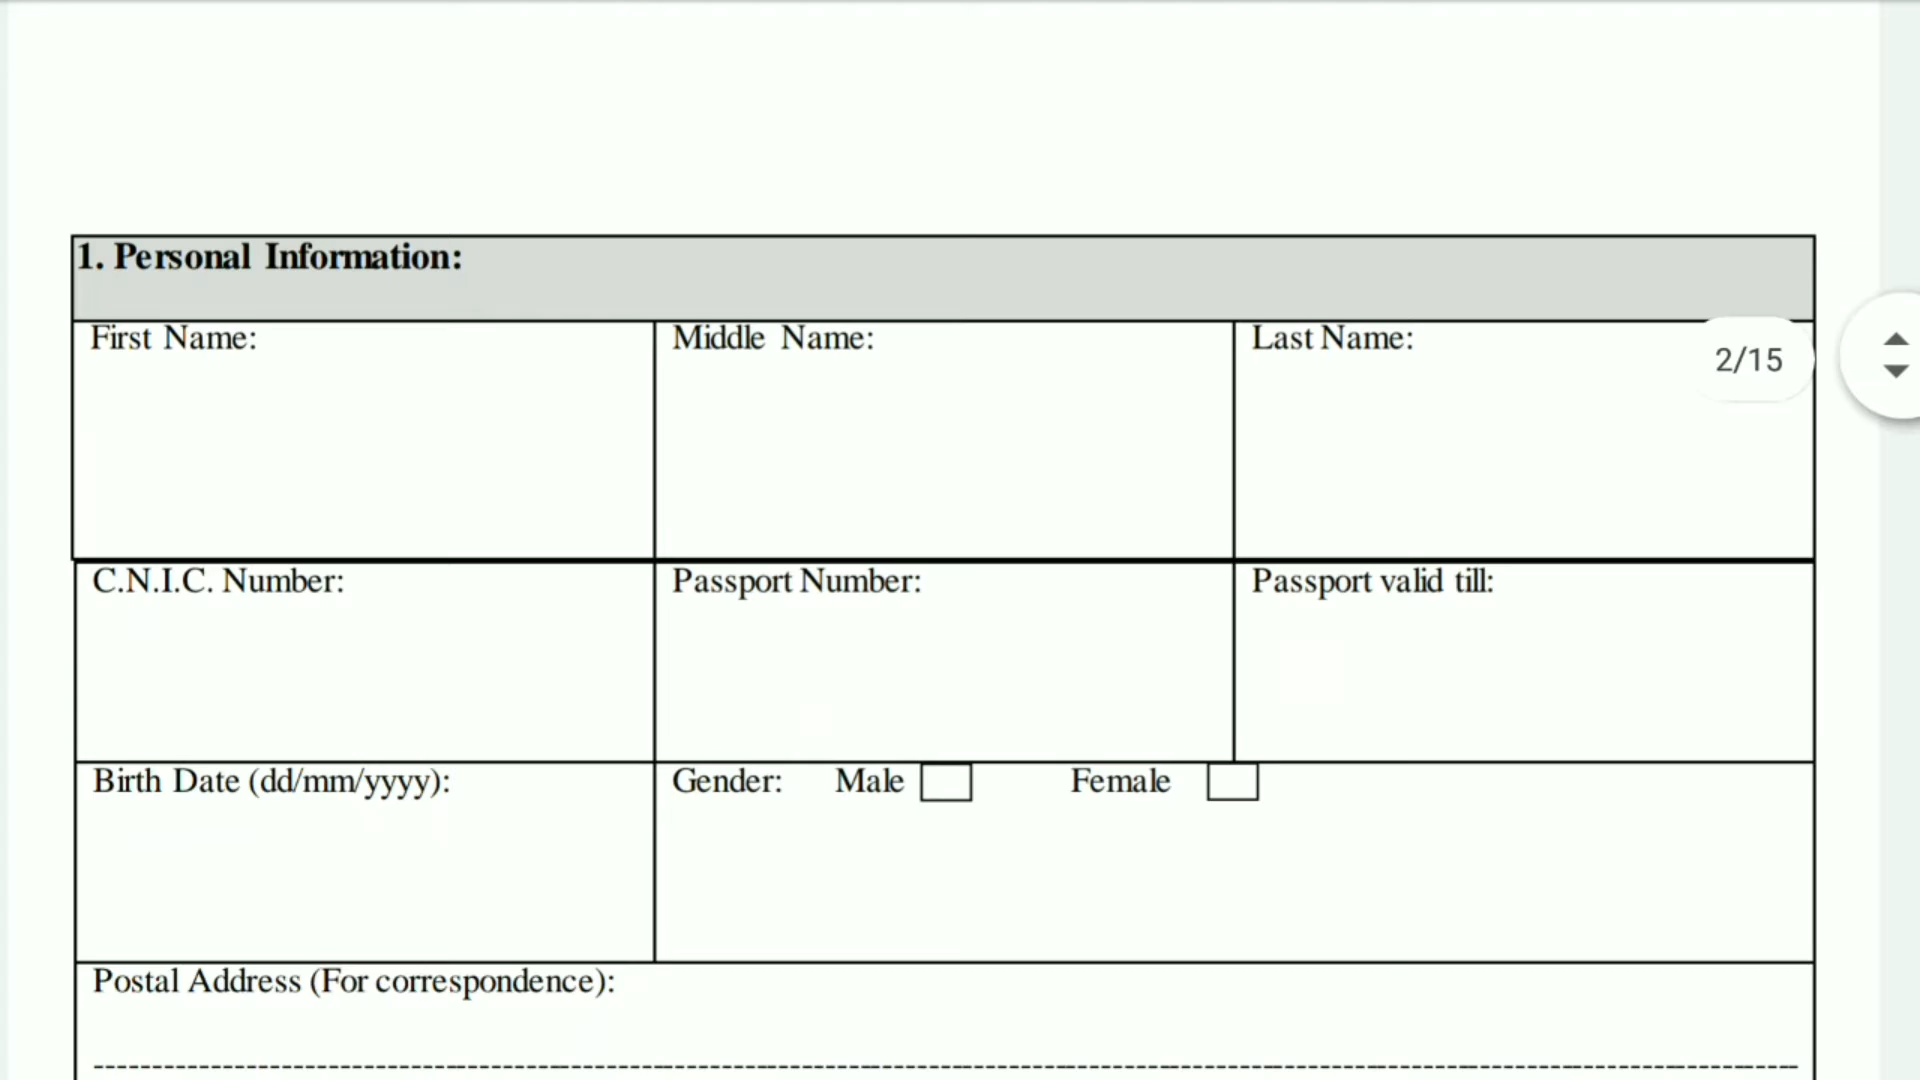 1. Personal Information:
First Name: Middle Name: Last Name:
2/15
C.N.I.C. Number: Passport Number: Passport valid till:
Birth Date (dd/mm/yyyy): Gender: Male Female
Postal Address (For correspondence):